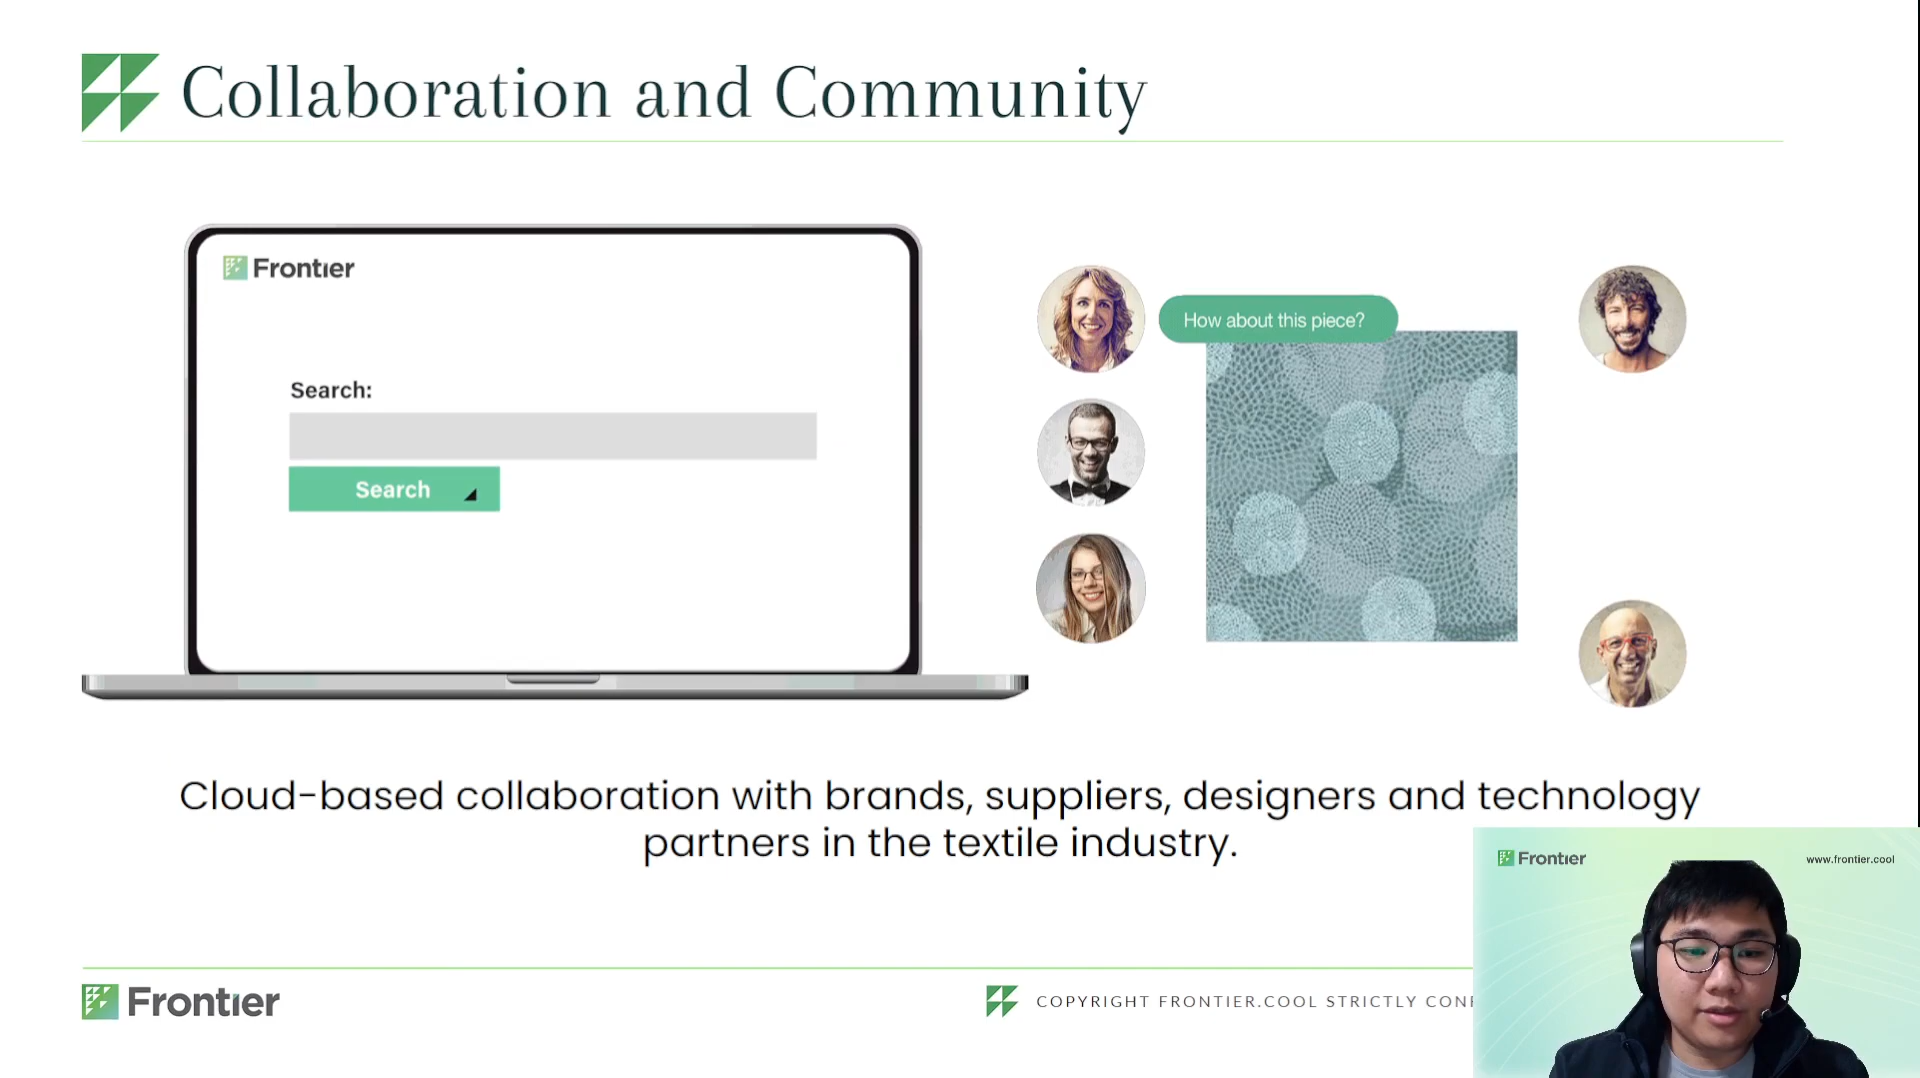 Collaboration and Community
Frontier
Search:
Search
How about this piece?
Cloud-based collaboration with brands, suppliers, designers and technology
partners in the textile industry.
Frontier
www.frontier.cool
Frontier
COPYRIGHT FRONTIER.COOL STRICTLY